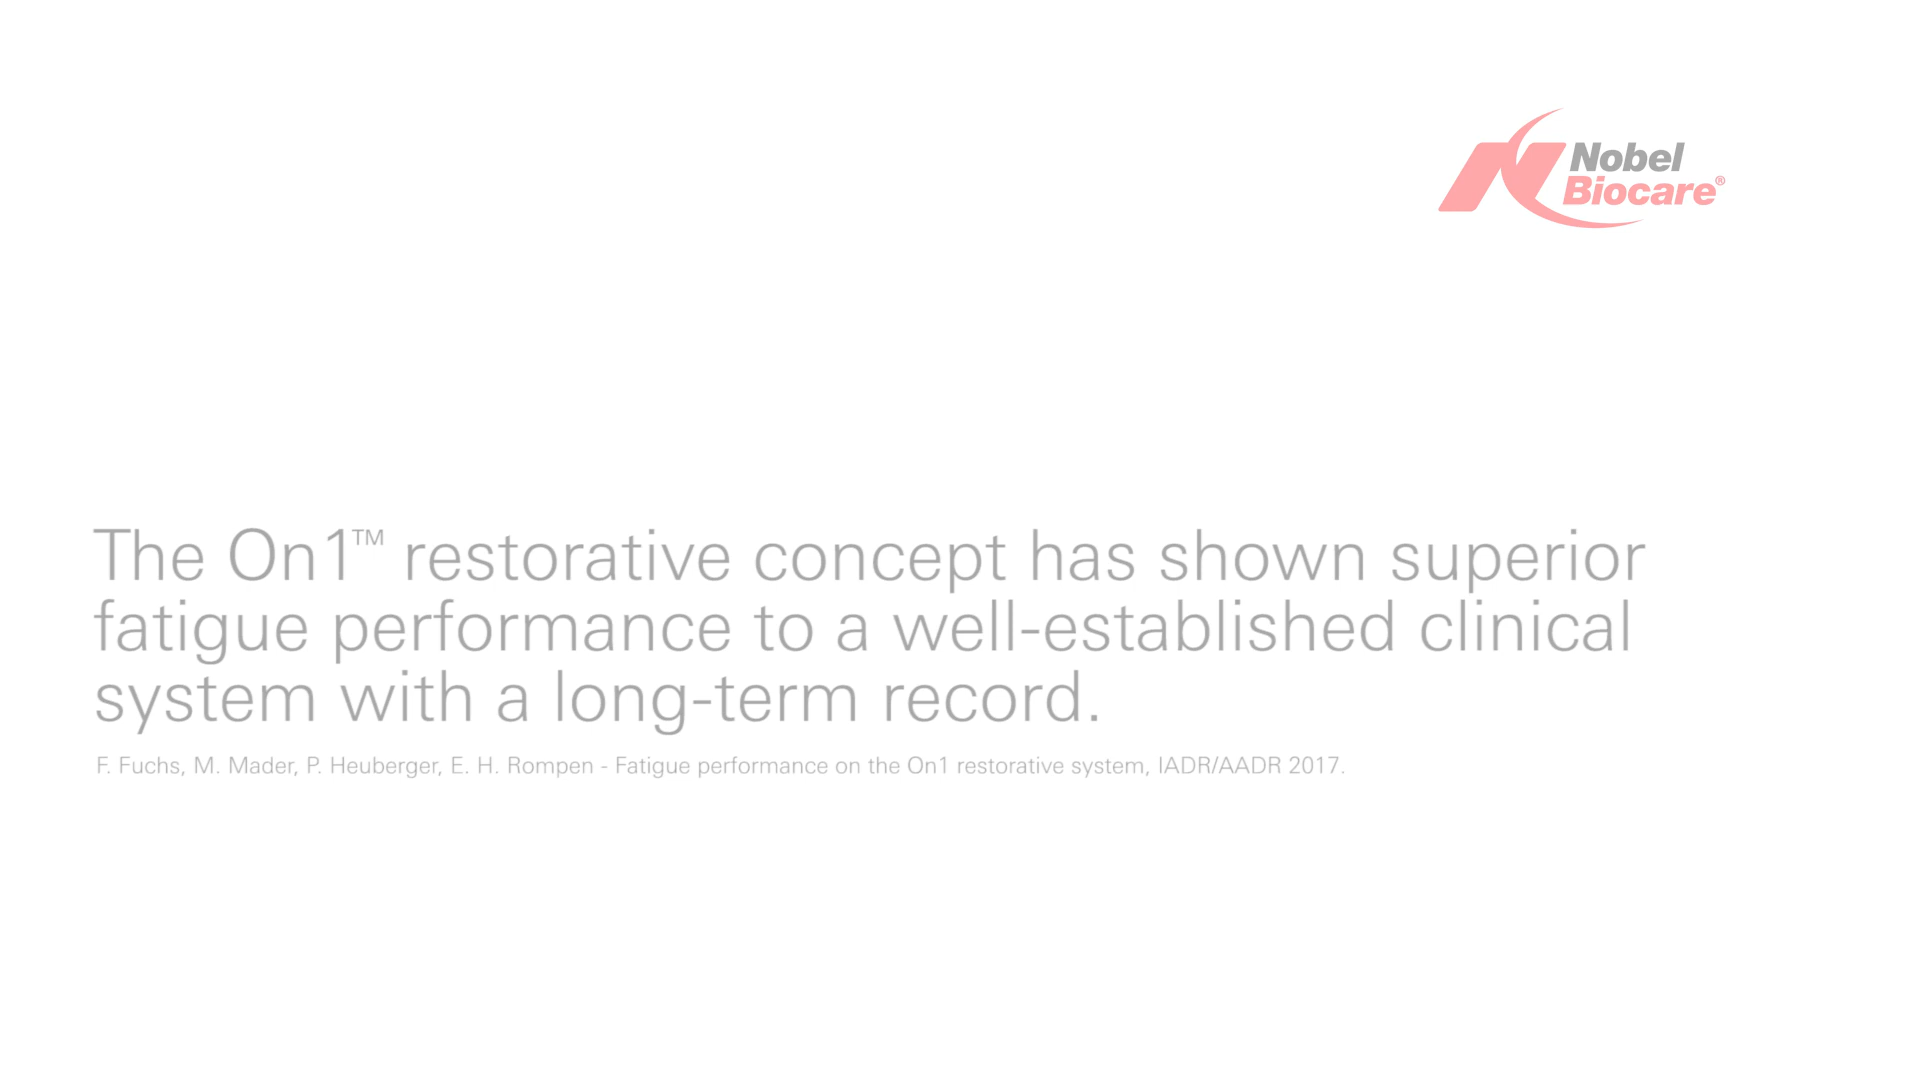 Nobel
Biocare®
The On1™ restorative concept has shown superior
fatigue performance to a well-established clinical
system with a long-term record.
F. Fuchs, M. Mader, P. Heuberger, E. H. Rompen - Fatigue performance on the On1 restorative system, IADR/AADR 2017.